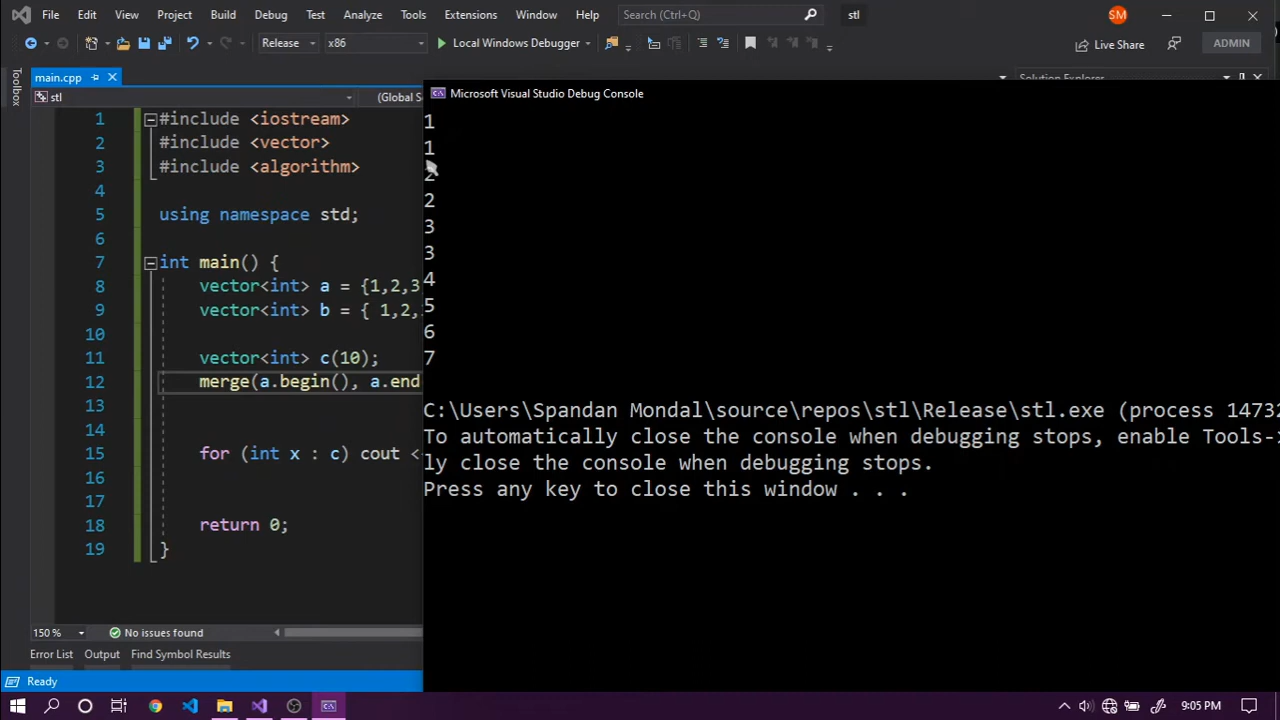 File Edit View Project Build Debug Test Analyze Tools Extensions Window Help Search (Ctrl+Q) stl SM
Release x86 Local Windows Debugger Live Share ADMIN
Toolbox
main.cpp Solution Explorer
stl (Global S
Microsoft Visual Studio Debug Console
1 #include <iostream>
2 #include <vector>
3 #include <algorithm>
4
5 using namespace std;
6
7 int main() {
8 vector<int> a = {1,2,3
9 vector<int> b = { 1,2,
10
11 vector<int> c(10);
12 merge(a.begin(), a.end
13
14
15 for (int x : c) cout <
16
17
18 return 0;
19 }
1
1
2
2
3
3
4
5
6
7
C:\Users\Spandan Mondal\source\repos\stl\Release\stl.exe (process 1473
To automatically close the console when debugging stops, enable Tools-
ly close the console when debugging stops.
Press any key to close this window . . .
150 % No issues found
Error List Output Find Symbol Results
Ready
9:05 PM